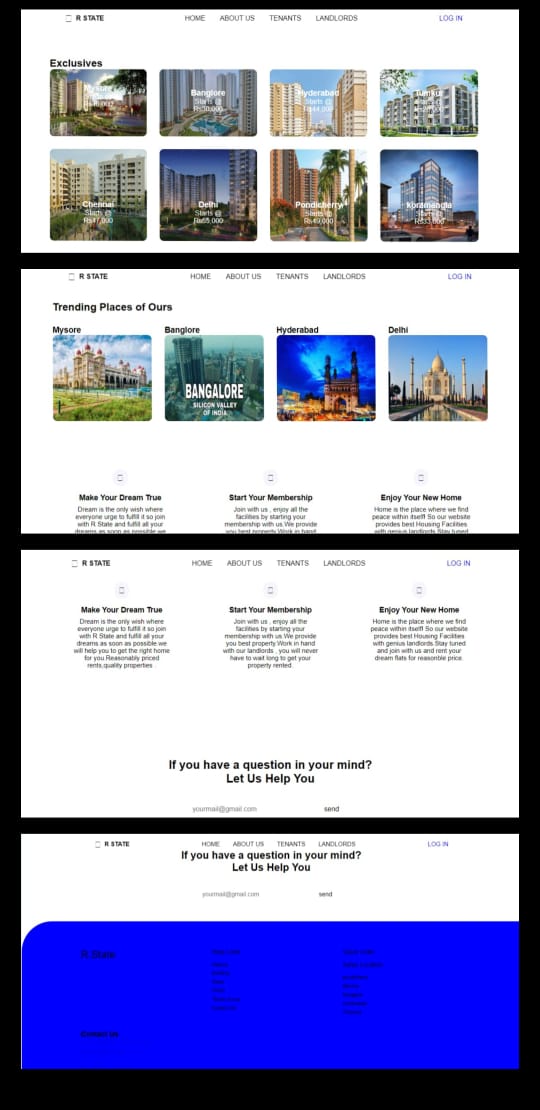 R STATE
HOME ABOUT US TENANTS LANDLORDS LOG IN
Exclusives
Mysore
Banglore
Starts @
Rs30,000
Hyderabad
Starts @
Rs44,000
Tumkur
Starts @
Chennai
Starts @
Rs47,000
Delhi
Starts @
Rs55,000
Pondicherry
Starts @
Rs49,000
Koramangla
Starts @
Rs33,000
R STATE
HOME ABOUT US TENANTS LANDLORDS LOG IN
Trending Places of Ours
Mysore
Banglore
Hyderabad
Delhi
BANGALORE
SILICON VALLEY
OF INDIA
Make Your Dream True
Dream is the only wish where
everyone urge to fulfill it so join
with R State and fulfill all your
dreams as soon as possible we
Start Your Membership
Join with us , enjoy all the
facilities by starting your
membership with us.We provide
you best property.Work in hand
Enjoy Your New Home
Home is the place where we find
peace within itself! So our website
provides best Housing Facilities
with genius landlords.Stay tuned
R STATE
HOME ABOUT US TENANTS LANDLORDS LOG IN
Make Your Dream True
Dream is the only wish where
everyone urge to fulfill it so join
with R State and fulfill all your
dreams as soon as possible we
will help you to get the right home
for you.Reasonably priced
rents,quality properties
Start Your Membership
Join with us , enjoy all the
facilities by starting your
membership with us.We provide
you best property.Work in hand
with our landlords , you will never
have to wait long to get your
property rented.
Enjoy Your New Home
Home is the place where we find
peace within itself! So our website
provides best Housing Facilities
with genius landlords.Stay tuned
and join with us and rent your
dream flats for reasonble price.
If you have a question in your mind?
Let Us Help You
yourmail@gmail.com send
R STATE
HOME ABOUT US TENANTS LANDLORDS LOG IN
If you have a question in your mind?
Let Us Help You
yourmail@gmail.com send
R State
Contact Us